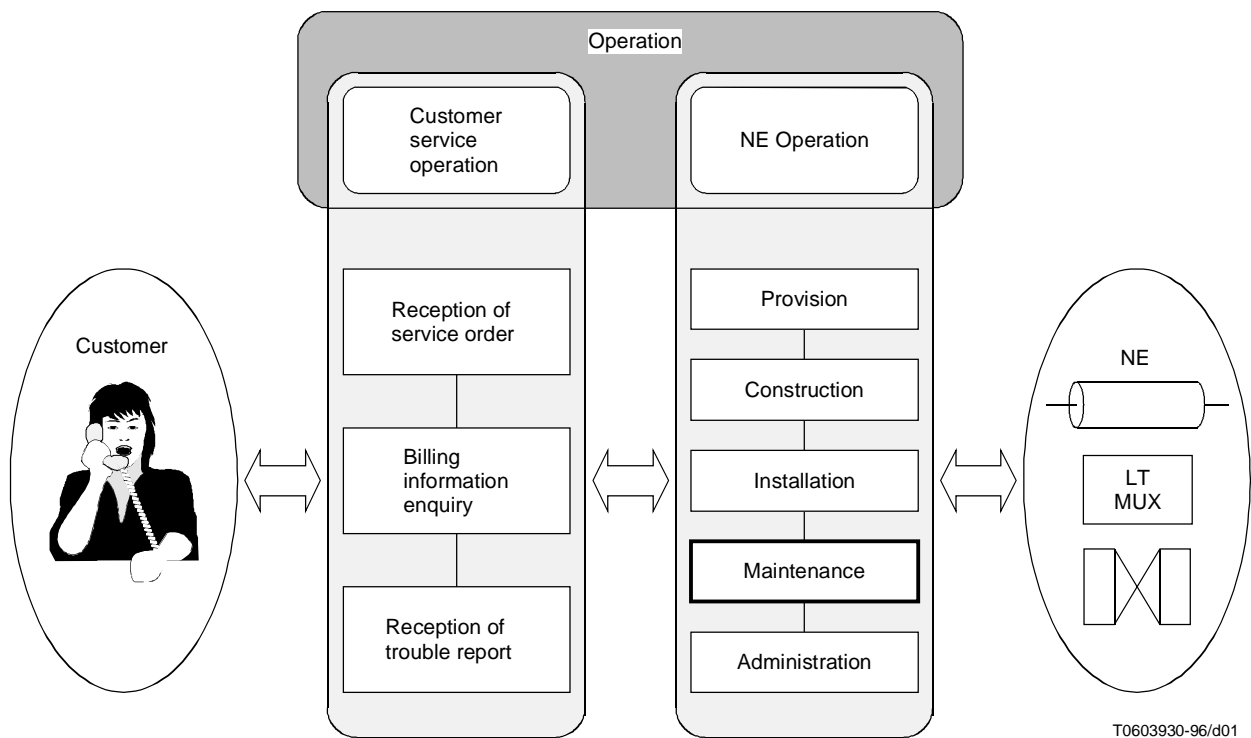 Operation
Customer
service
operation
NE Operation
Customer
Reception of
service order
Billing
information
enquiry
Reception of
trouble report
Provision
Construction
Installation
Maintenance
Administration
NE
LT
MUX
T0603930-96/d01